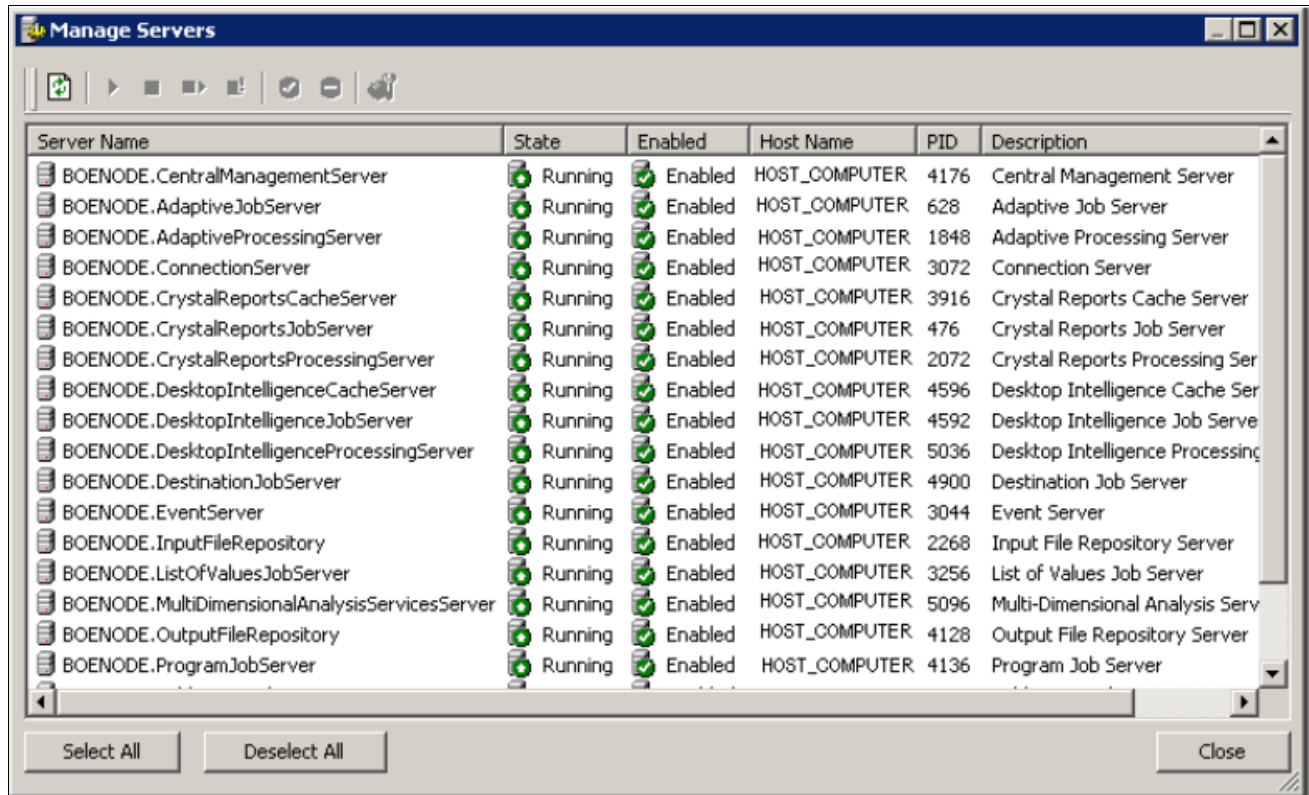 Manage Servers
Server Name State Enabled Host Name PID Description
BOENODE.CentralManagementServer Running Enabled HOST_COMPUTER 4176 Central Management Server
BOENODE.AdaptiveJobServer Running Enabled HOST_COMPUTER 628 Adaptive Job Server
BOENODE.AdaptiveProcessingServer Running Enabled HOST_COMPUTER 1848 Adaptive Processing Server
BOENODE.ConnectionServer Running Enabled HOST_COMPUTER 3072 Connection Server
BOENODE.CrystalReportsCacheServer Running Enabled HOST_COMPUTER 3916 Crystal Reports Cache Server
BOENODE.CrystalReportsJobServer Running Enabled HOST_COMPUTER 476 Crystal Reports Job Server
BOENODE.CrystalReportsProcessingServer Running Enabled HOST_COMPUTER 2072 Crystal Reports Processing Ser
BOENODE.DesktopIntelligenceCacheServer Running Enabled HOST_COMPUTER 4596 Desktop Intelligence Cache Ser
BOENODE.DesktopIntelligenceJobServer Running Enabled HOST_COMPUTER 4592 Desktop Intelligence Job Serve
BOENODE.DesktopIntelligenceProcessingServer Running Enabled HOST_COMPUTER 5036 Desktop Intelligence Processing
BOENODE.DestinationJobServer Running Enabled HOST_COMPUTER 4900 Destination Job Server
BOENODE.EventServer Running Enabled HOST_COMPUTER 3044 Event Server
BOENODE.InputFileRepository Running Enabled HOST_COMPUTER 2268 Input File Repository Server
BOENODE.ListOfValuesJobServer Running Enabled HOST_COMPUTER 3256 List of Values Job Server
BOENODE.MultiDimensionalAnalysisServicesServer Running Enabled HOST_COMPUTER 5096 Multi-Dimensional Analysis Serv
BOENODE.OutputFileRepository Running Enabled HOST_COMPUTER 4128 Output File Repository Server
BOENODE.ProgramJobServer Running Enabled HOST_COMPUTER 4136 Program Job Server
Select All Deselect All Close